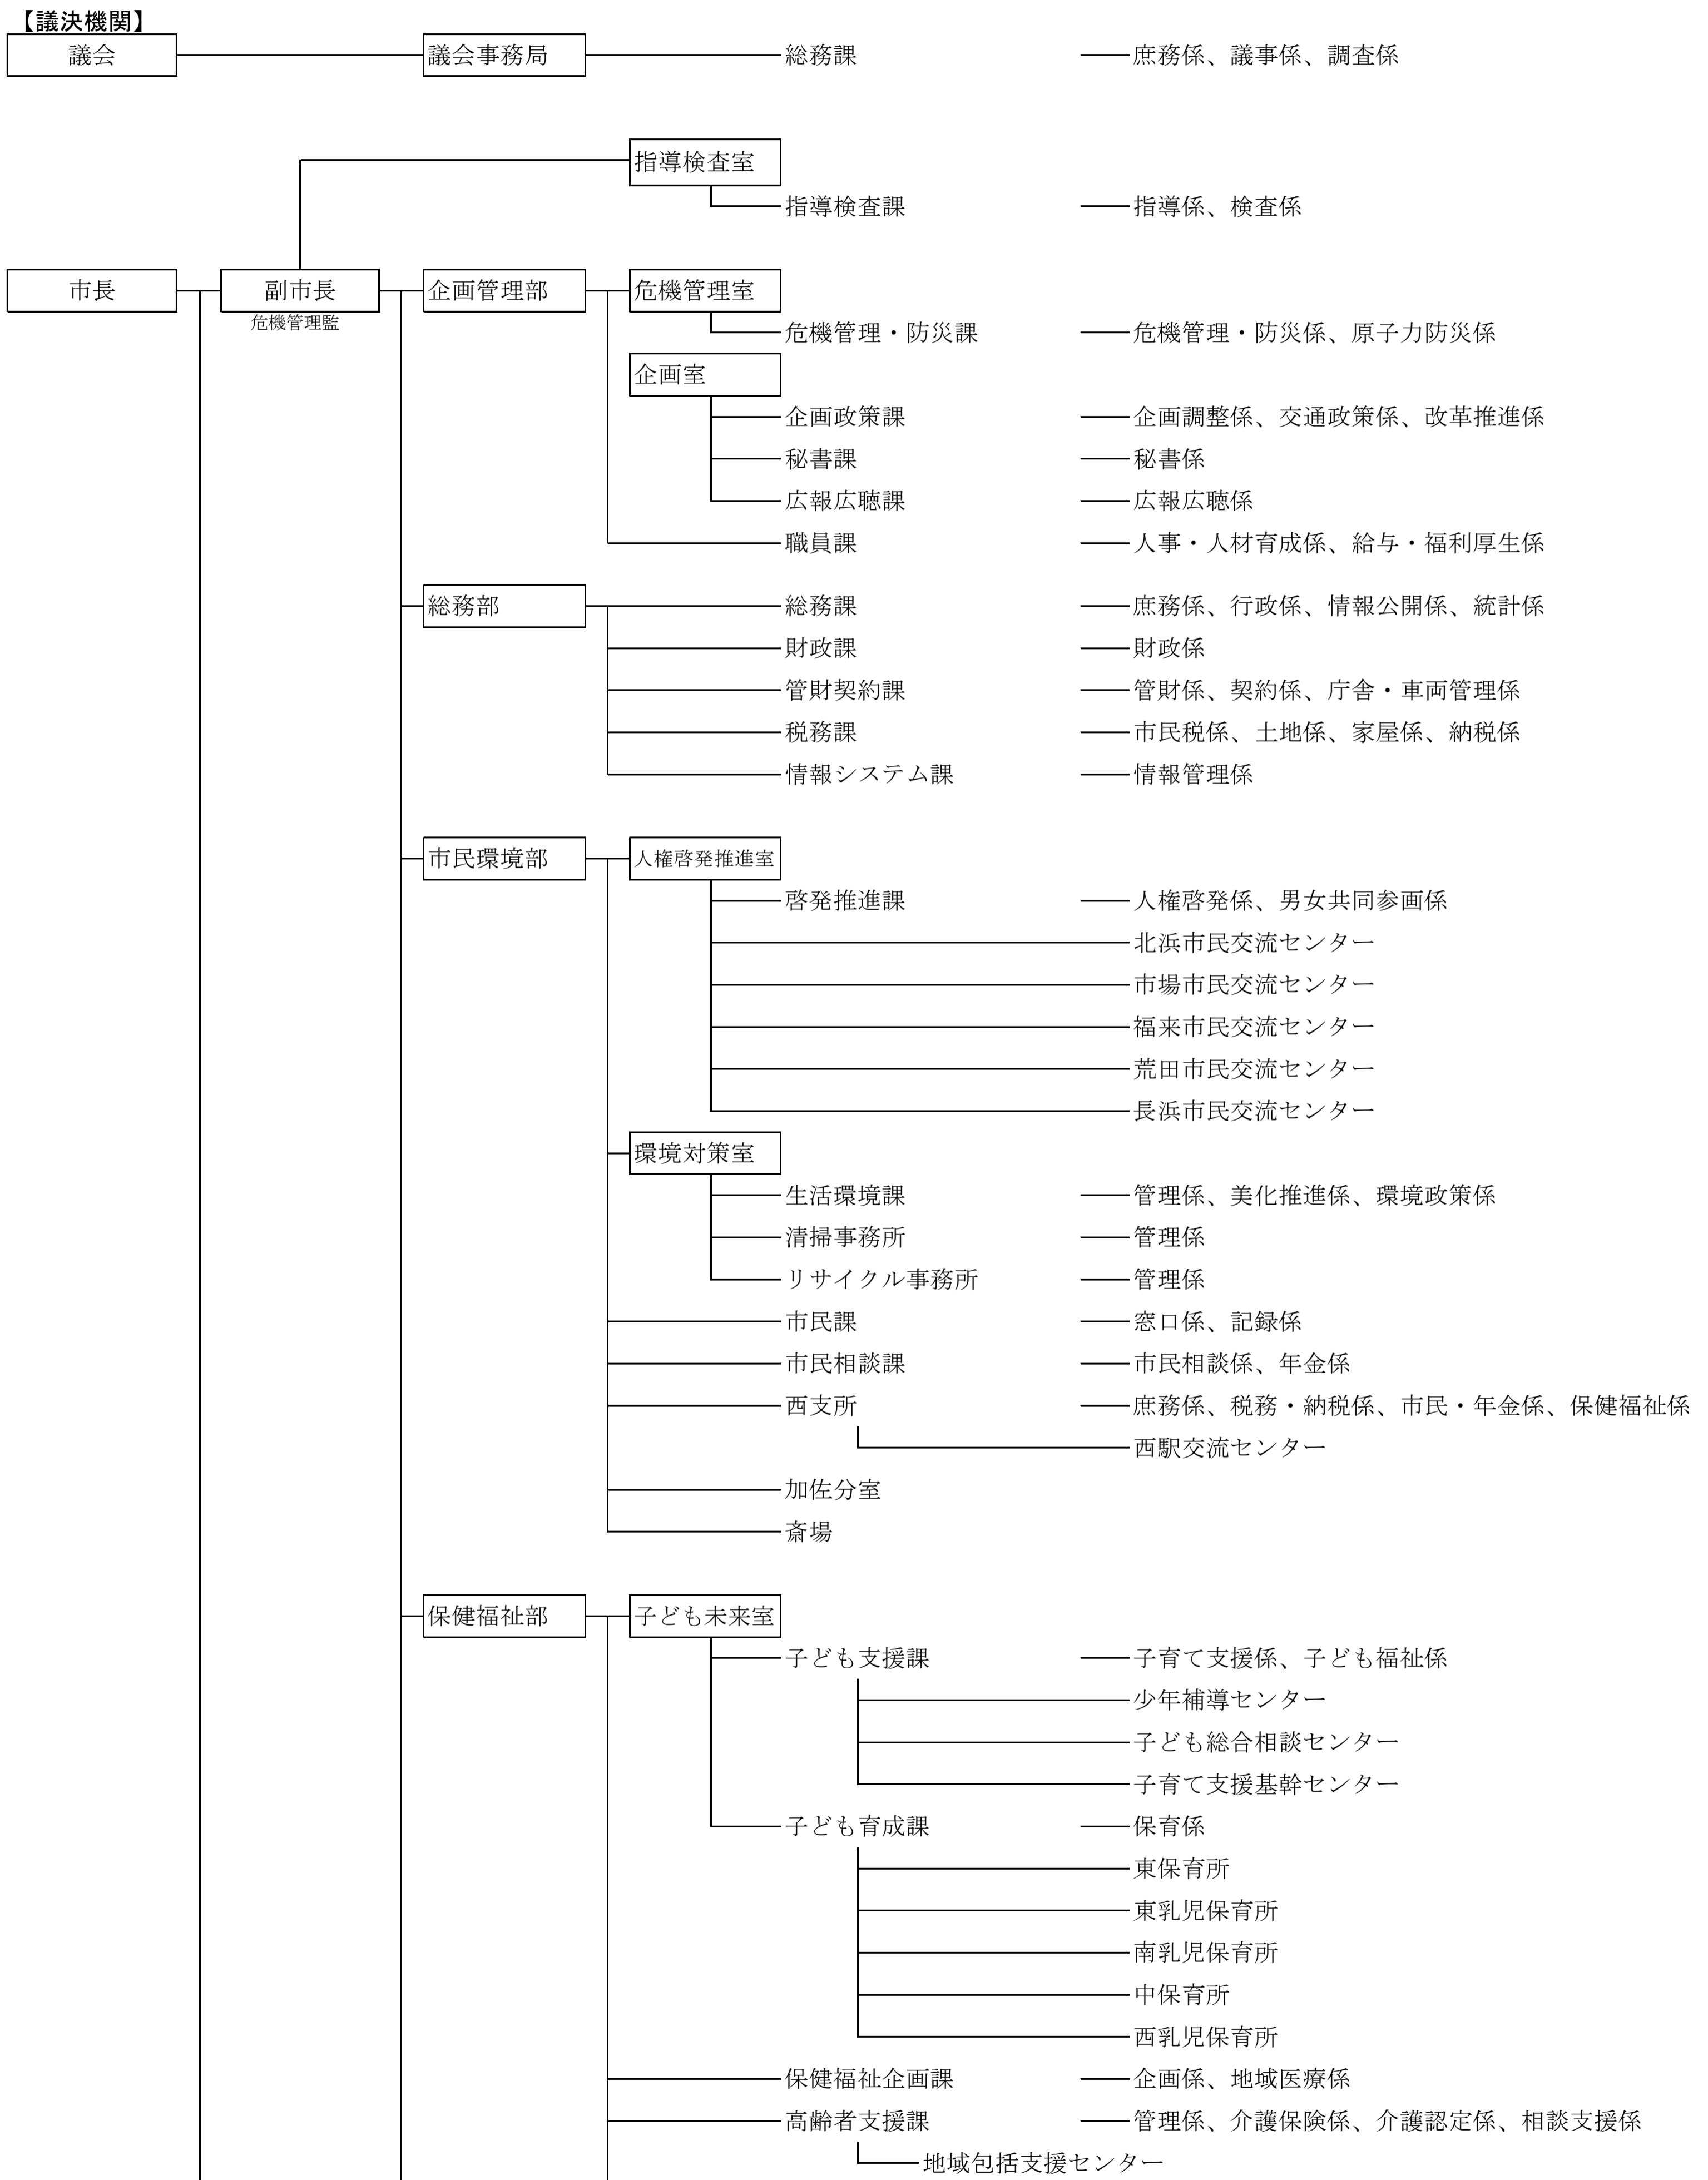 【議決機関】
議会 議会事務局 総務課 庶務係、議事係、調査係
指導検査室
指導検査課 指導係、検査係
市長 副市長 企画管理部 危機管理室
危機管理監
危機管理・防災課 危機管理・防災係、原子力防災係
企画室
企画政策課 企画調整係、交通政策係、改革推進係
秘書課 秘書係
広報広聴課 広報広聴係
職員課 人事・人材育成係、給与・福利厚生係
総務部 総務課 庶務係、行政係、情報公開係、統計係
財政課 財政係
管財契約課 管財係、契約係、庁舎・車両管理係
税務課 市民税係、土地係、家屋係、納税係
情報システム課 情報管理係
市民環境部 人権啓発推進室
啓発推進課 人権啓発係、男女共同参画係
北浜市民交流センター
市場市民交流センター
福来市民交流センター
荒田市民交流センター
長浜市民交流センター
環境対策室
生活環境課 管理係、美化推進係、環境政策係
清掃事務所 管理係
リサイクル事務所 管理係
市民課 窓口係、記録係
市民相談課 市民相談係、年金係
西支所 庶務係、税務・納税係、市民・年金係、保健福祉係
西駅交流センター
加佐分室
斎場
保健福祉部 子ども未来室
子ども支援課 子育て支援係、子ども福祉係
少年補導センター
子ども総合相談センター
子育て支援基幹センター
子ども育成課 保育係
東保育所
東乳児保育所
南乳児保育所
中保育所
西乳児保育所
保健福祉企画課 企画係、地域医療係
高齢者支援課 管理係、介護保険係、介護認定係、相談支援係
地域包括支援センター